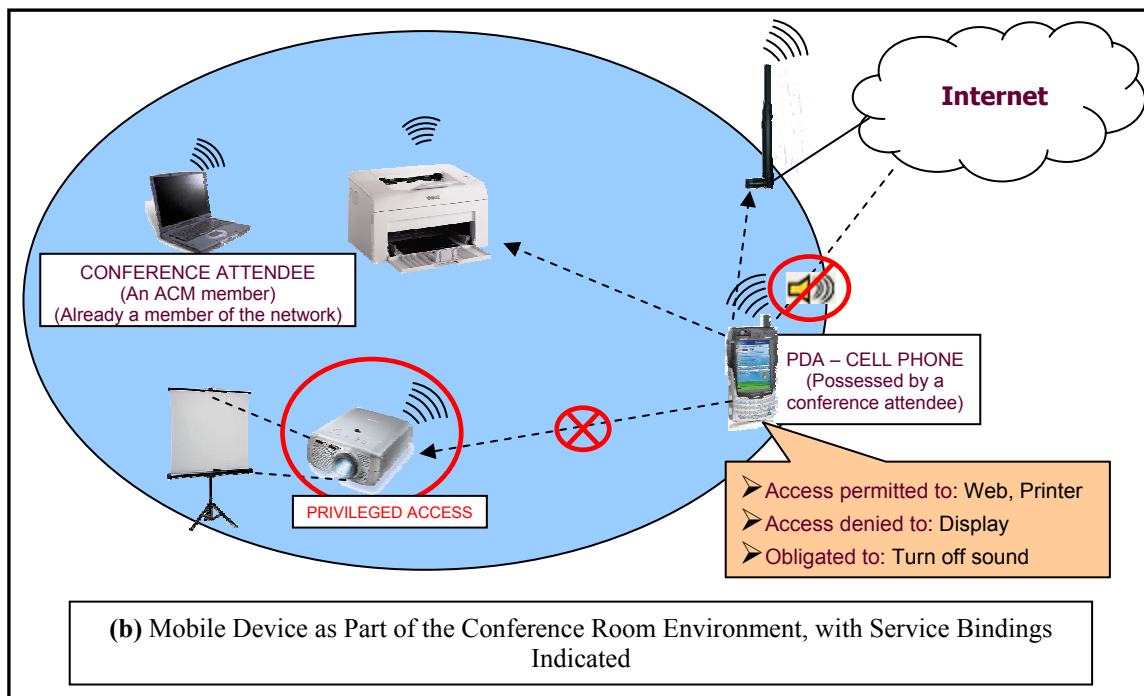 Internet
CONFERENCE ATTENDEE
(An ACM member)
(Already a member of the network)
PDA – CELL PHONE
(Possessed by a
conference attendee)
PRIVILEGED ACCESS
➢Access permitted to: Web, Printer
➢Access denied to: Display
➢Obligated to: Turn off sound
(b) Mobile Device as Part of the Conference Room Environment, with Service Bindings
Indicated